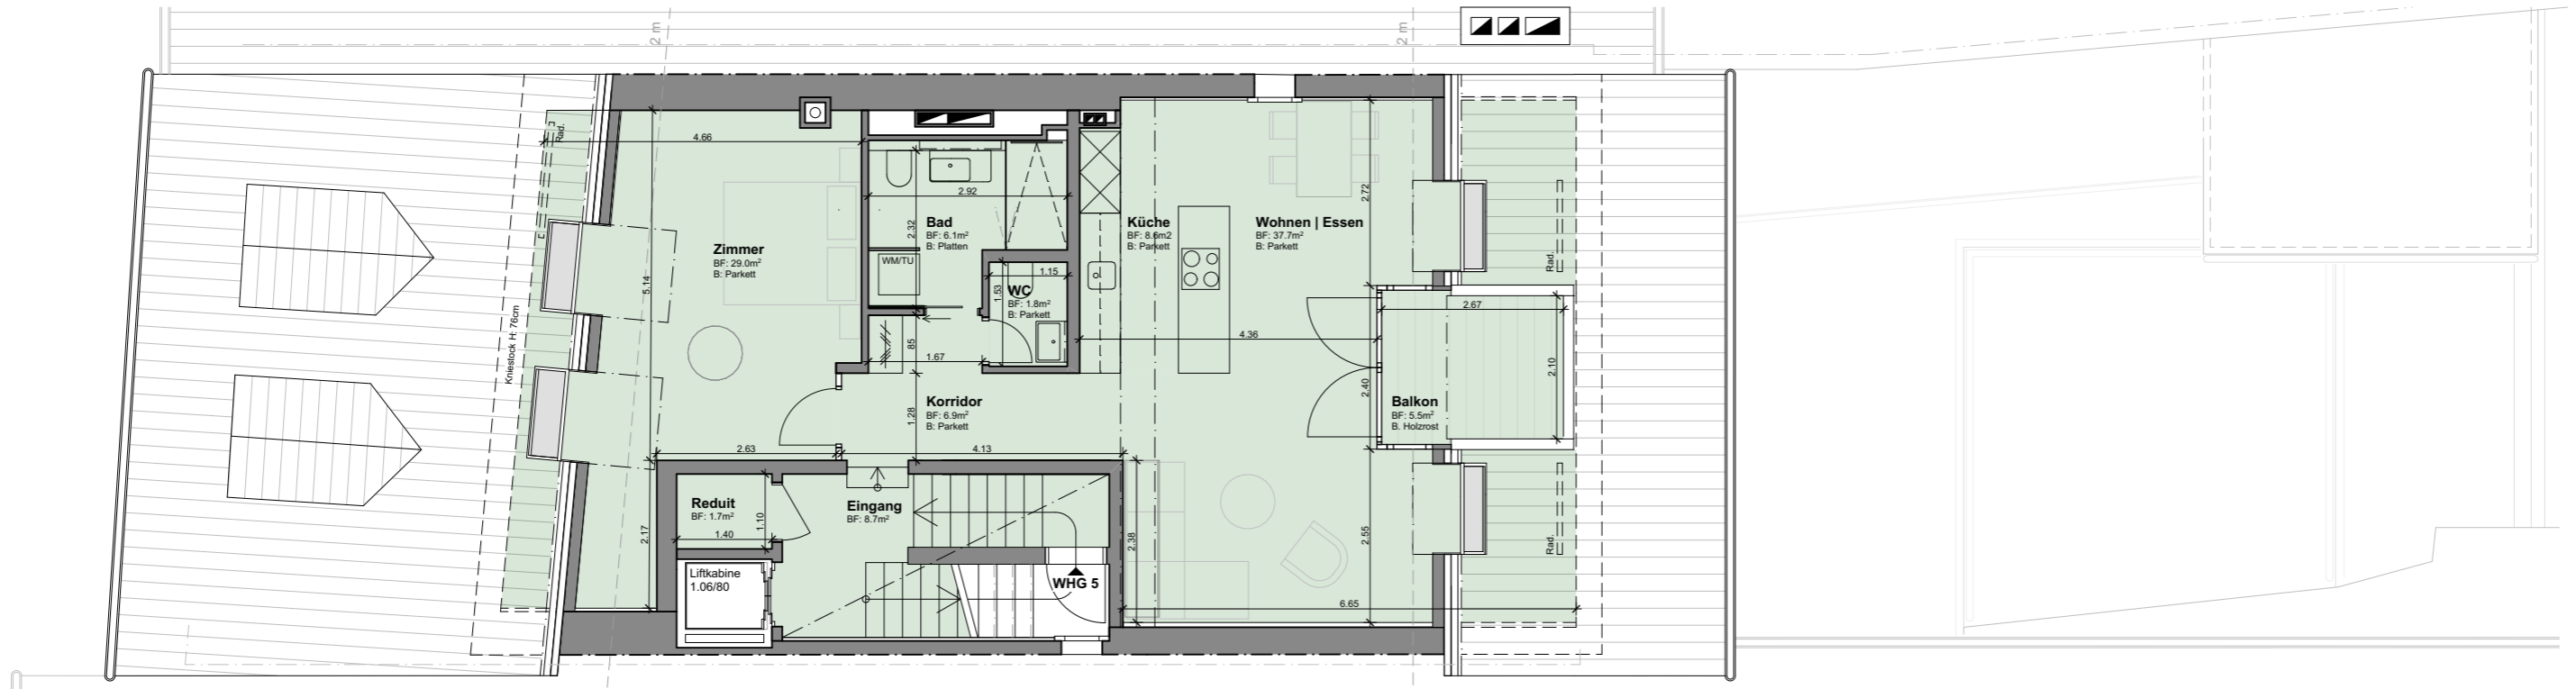 2 m
2 m
Rad.
4.66
2.92
2.32
2.72
Zimmer
BF: 29.0m²
B: Parkett
Bad
BF: 6.1m²
B: Platten
Küche
BF: 8.6m2
B: Parkett
Wohnen | Essen
BF: 37.7m²
B: Parkett
WM/TU
1.15
1.53
WC
BF: 1.8m²
B: Parkett
5.14
Rad.
2.67
Kniestock H: 76cm
85
1.67
4.36
2.10
2.40
Korridor
BF: 6.9m²
B: Parkett
1.28
Balkon
BF: 5.5m²
B. Holzrost
2.63
4.13
Reduit
BF: 1.7m²
1.10
1.40
Eingang
BF: 8.7m²
2.17
2.38
2.55
Rad.
Liftkabine
1.06/80
WHG 5
6.65